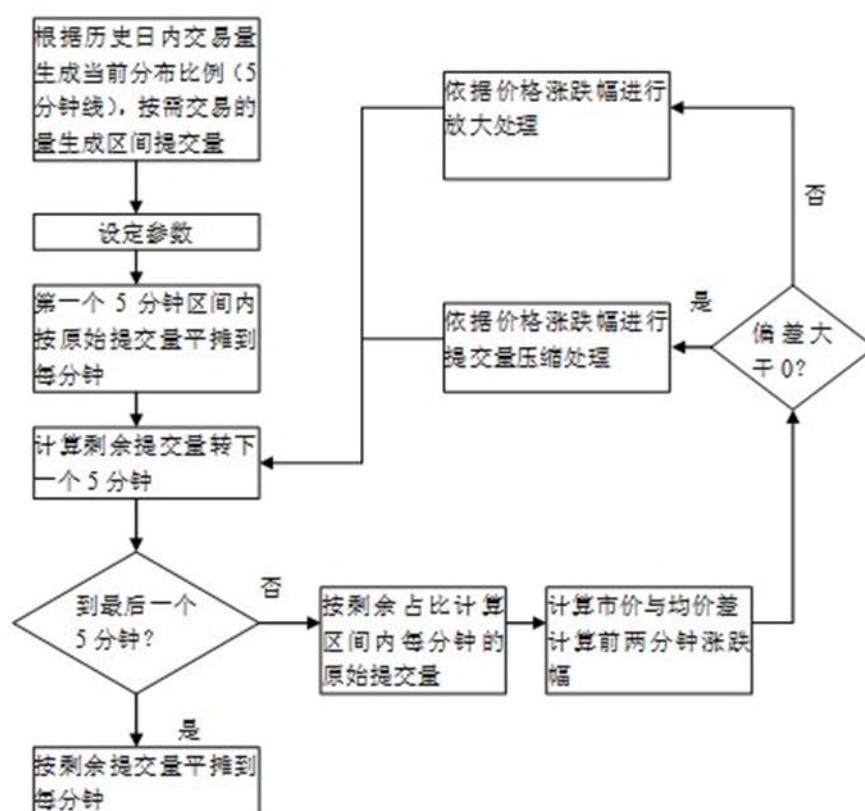 根据历史日内交易量
生成当前分布比例（5
分钟线），按需交易的
量生成区间提交量
设定参数
第一个 5 分钟区间内
按原始提交量平摊到
每分钟
计算剩余提交量转下
一个 5 分钟
到最后一个
5 分钟？
否
是
按剩余提交量平摊到
每分钟
按剩余占比计算
区间内每分钟的
原始提交量
计算市价与均价差
计算前两分钟涨跌
幅
偏差大
于 0？
是
依据价格涨跌幅进行
提交量压缩处理
否
依据价格涨跌幅进行
放大处理